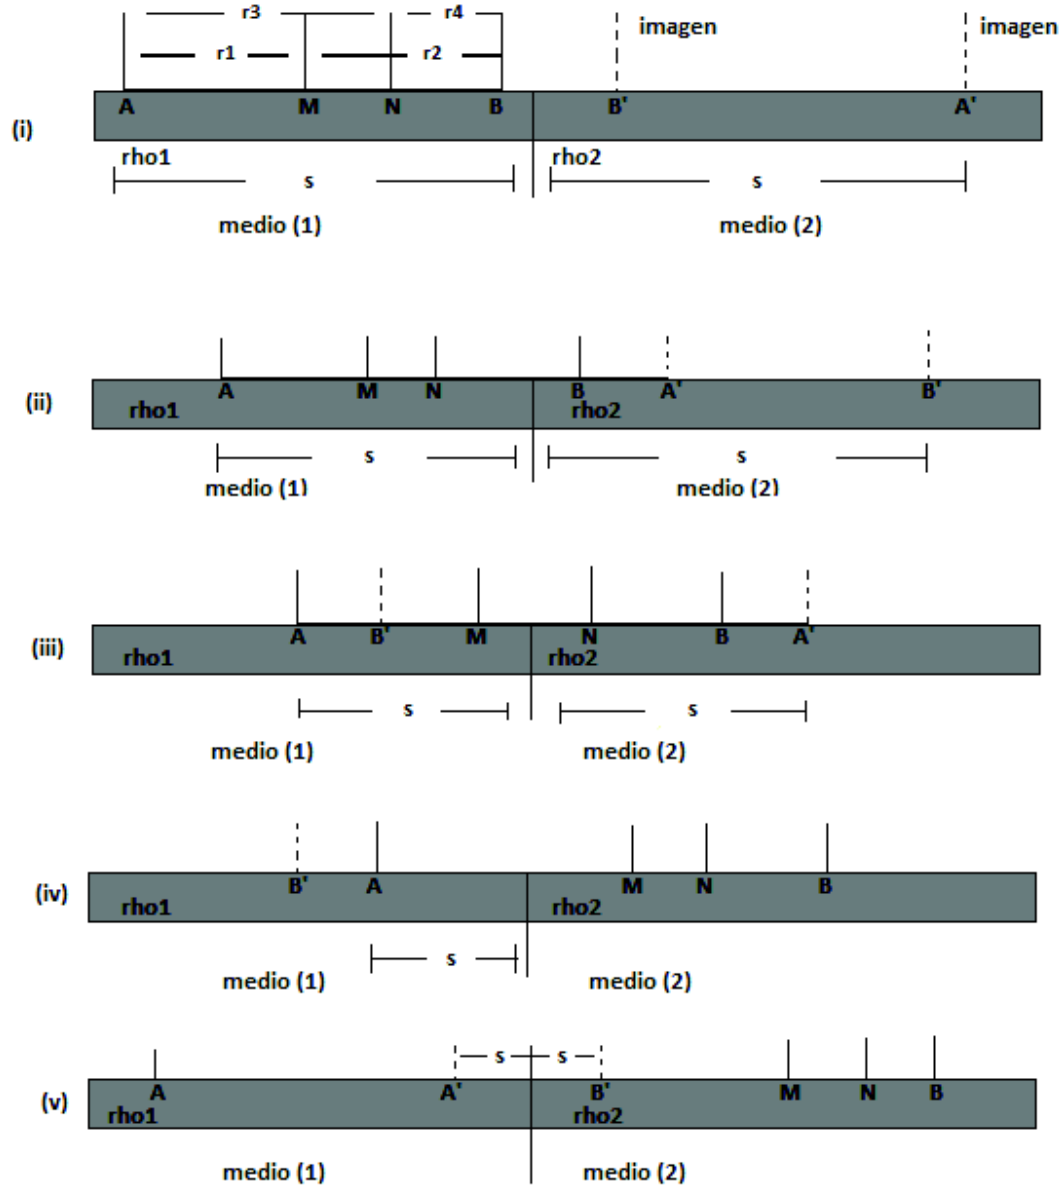 r3 r4
imagen imagen
r1 r2
A M N B B' A'
(i)
rho1 rho2
s s
medio (1) medio (2)
A M N B A' B'
(ii) rho1 rho2
s s
medio (1) medio (2)
A B' M N B A'
(iii) rho1 rho2
s s
medio (1) medio (2)
B' A M N B
(iv) rho1 rho2
s
medio (1) medio (2)
s s
A A' B' M N B
(v) rho1 rho2
medio (1) medio (2)